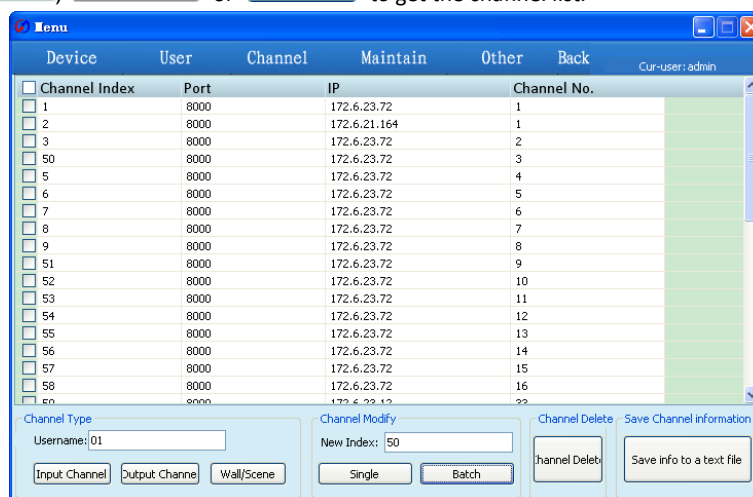 or to get the channel list.
Menu
Device User Channel Maintain Other Back Cur-user: admin
Channel Index Port IP Channel No.
1 8000 172.6.23.72 1
2 8000 172.6.21.164 1
3 8000 172.6.23.72 2
50 8000 172.6.23.72 3
5 8000 172.6.23.72 4
6 8000 172.6.23.72 5
7 8000 172.6.23.72 6
8 8000 172.6.23.72 7
9 8000 172.6.23.72 8
51 8000 172.6.23.72 9
52 8000 172.6.23.72 10
53 8000 172.6.23.72 11
54 8000 172.6.23.72 12
55 8000 172.6.23.72 13
56 8000 172.6.23.72 14
57 8000 172.6.23.72 15
58 8000 172.6.23.72 16
Channel Type Channel Modify Channel Delete Save Channel information
Username: 01 New Index: 50
Input Channel Output Channe Wall/Scene Single Batch hannel Delet Save info to a text file